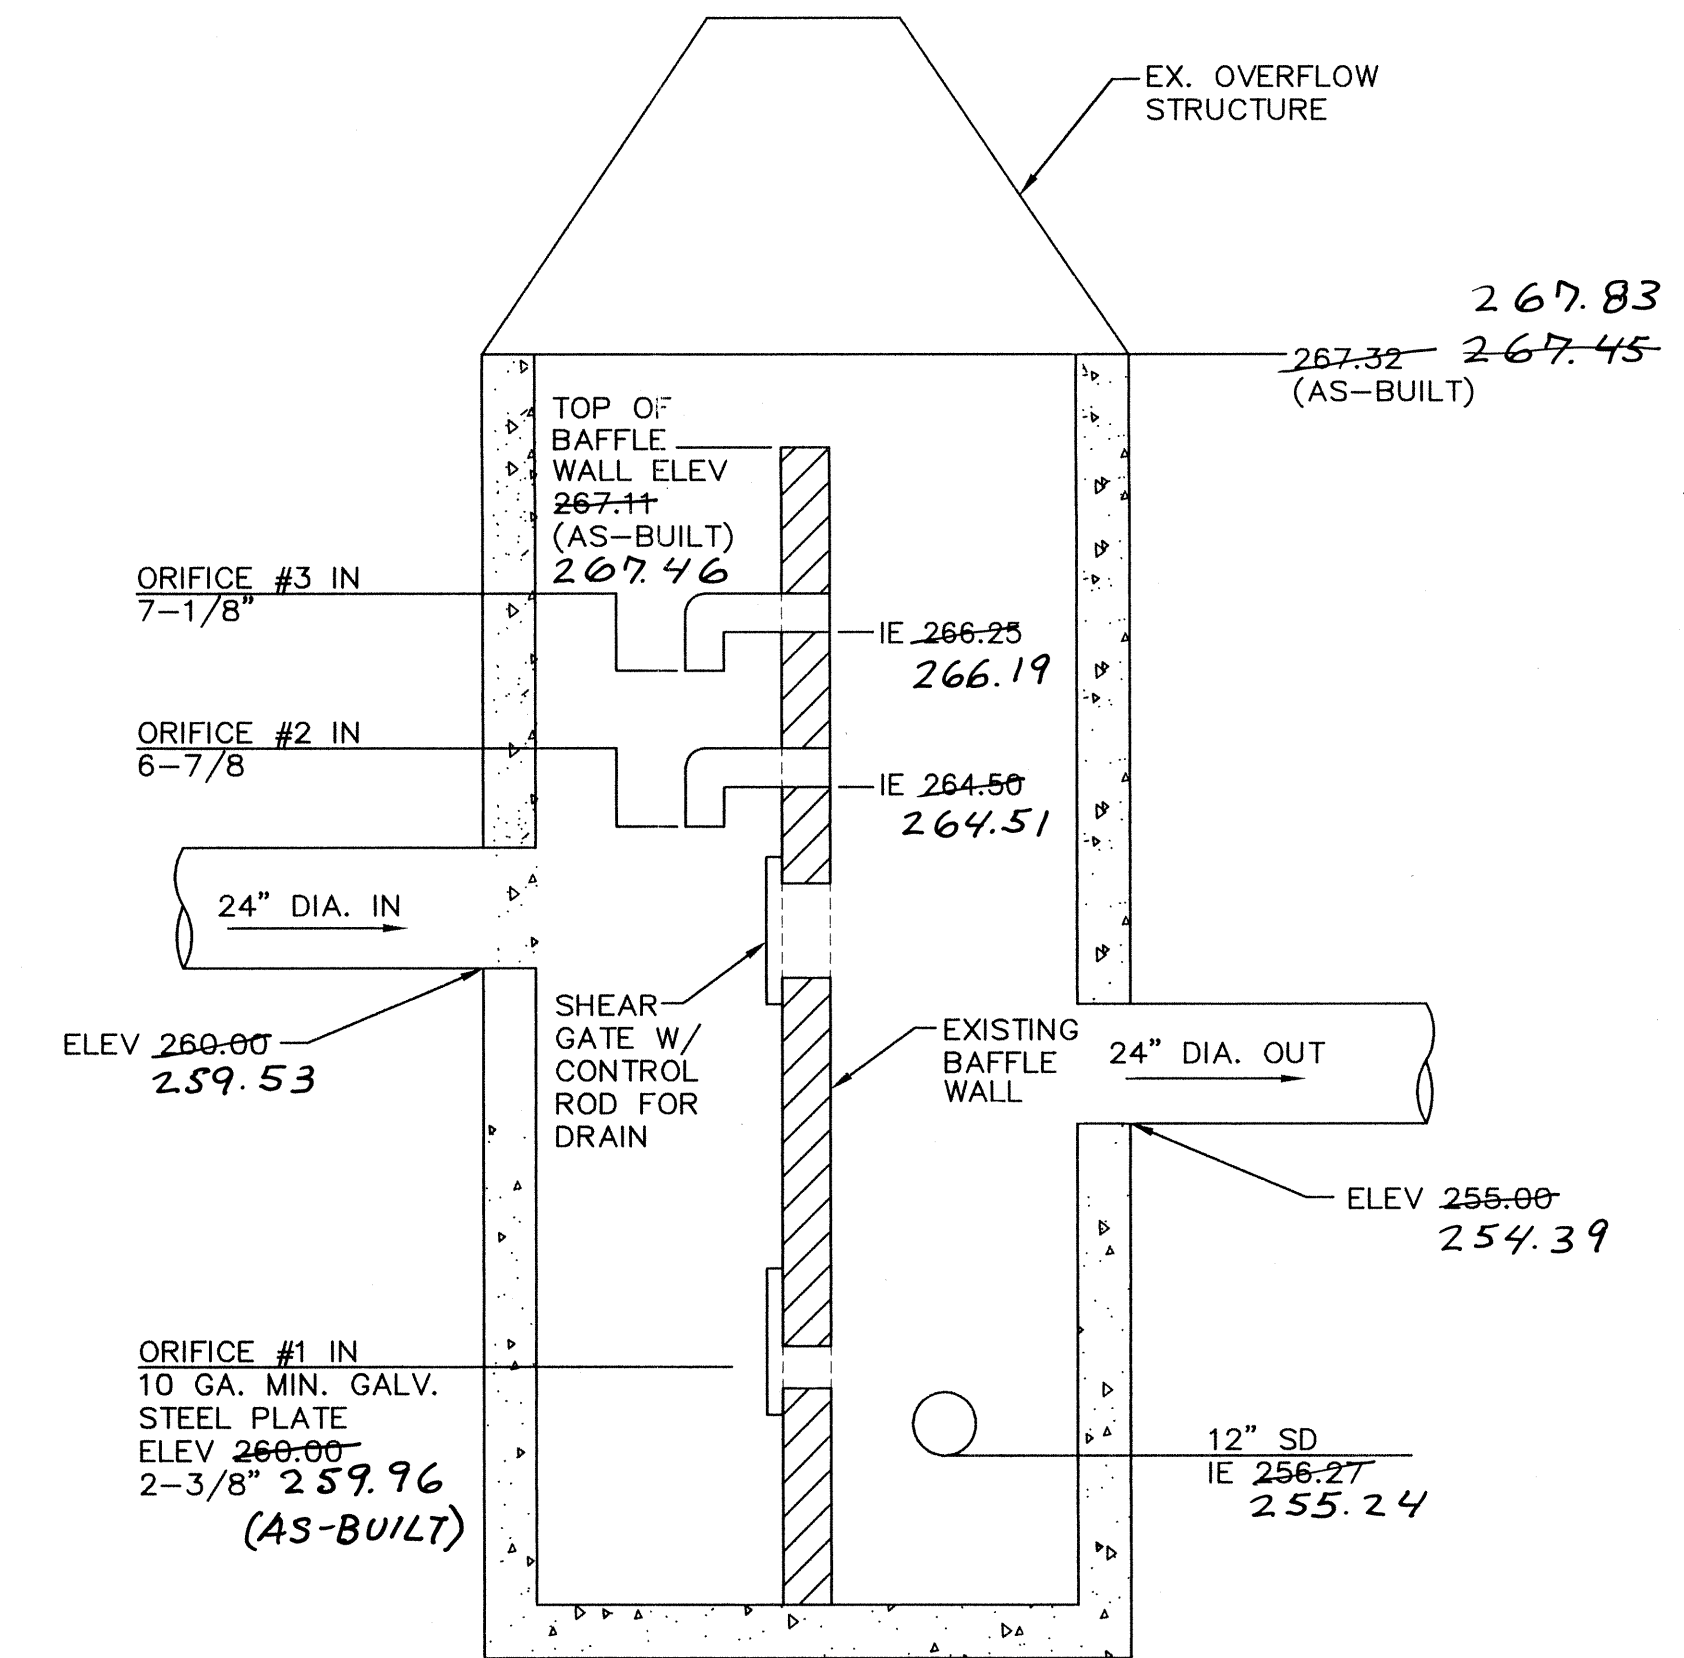 EX. OVERFLOW
STRUCTURE
267.83
267.32 267.45
(AS-BUILT)
TOP OF
BAFFLE
WALL ELEV
267.11
(AS-BUILT)
267.46
ORIFICE #3 IN
7-1/8"
IE 266.25
266.19
ORIFICE #2 IN
6-7/8
IE 264.50
264.51
24" DIA. IN
ELEV 260.00
259.53
SHEAR
GATE W/
CONTROL
ROD FOR
DRAIN
EXISTING
BAFFLE
WALL
24" DIA. OUT
ELEV 255.00
254.39
ORIFICE #1 IN
10 GA. MIN. GALV.
STEEL PLATE
ELEV 260.00
2-3/8" 259.96
(AS-BUILT)
12" SD
IE 256.27
255.24